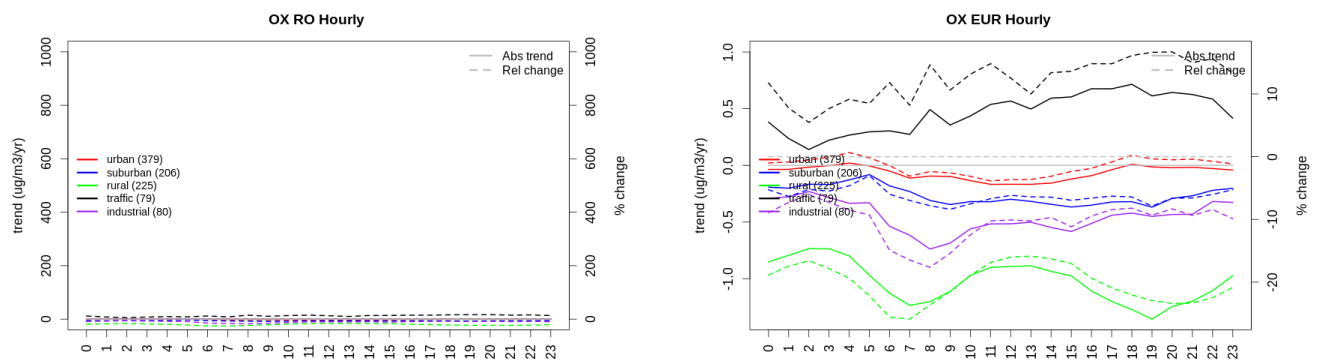 OX RO Hourly
trend (ug/m3/yr)
0 200 400 600 800 1000
Abs trend
Rel change
urban (379)
suburban (206)
rural (225)
traffic (79)
industrial (80)
0 200 400 600 800 1000
% change
0 1 2 3 4 5 6 7 8 9 10 11 12 13 14 15 16 17 18 19 20 21 22 23
OX EUR Hourly
trend (ug/m3/yr)
-1.0 -0.5 0.0 0.5 1.0
Abs trend
Rel change
urban (379)
suburban (206)
rural (225)
traffic (79)
industrial (80)
-20 -10 0 10
% change
0 1 2 3 4 5 6 7 8 9 10 11 12 13 14 15 16 17 18 19 20 21 22 23